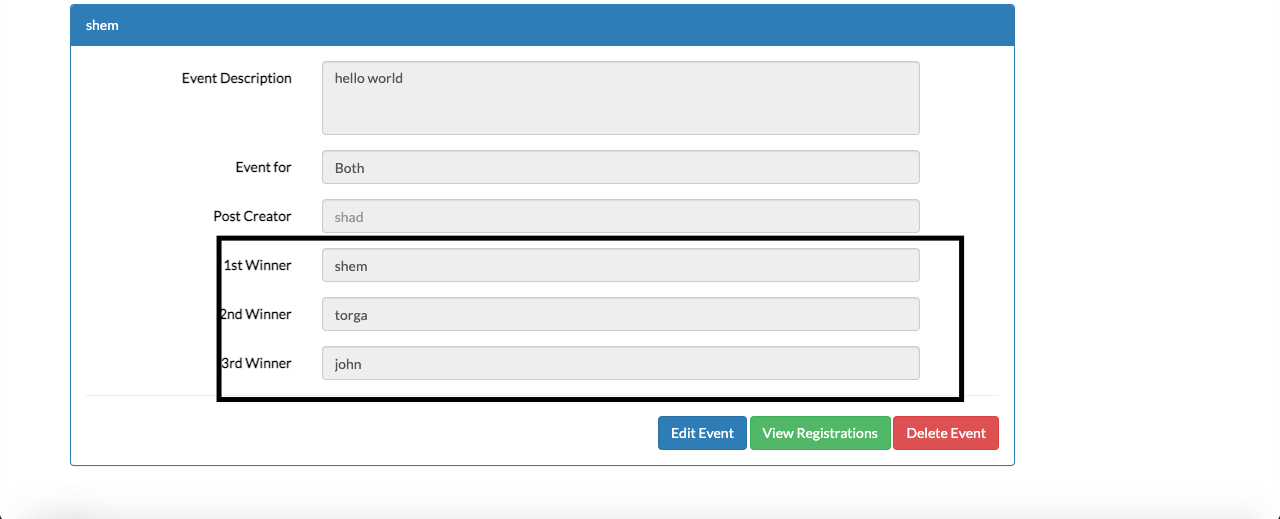 shem
Event Description hello world
Event for Both
Post Creator shad
1st Winner shem
2nd Winner torga
3rd Winner john
Edit Event View Registrations Delete Event